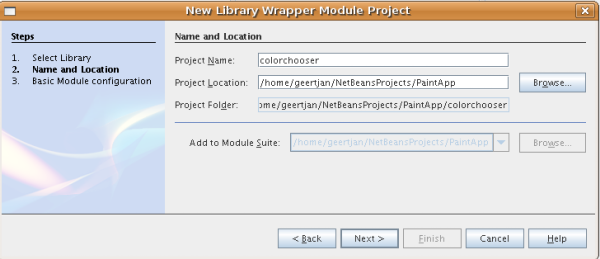 New Library Wrapper Module Project
Steps
1. Select Library
2. Name and Location
3. Basic Module configuration
Name and Location
Project Name: colorchooser
Project Location: /home/geertjan/NetBeansProjects/PaintApp Browse...
Project Folder: ome/geertjan/NetBeansProjects/PaintApp/colorchooser
Add to Module Suite: /home/geertjan/NetBeansProjects/PaintApp Browse...
< Back Next > Finish Cancel Help